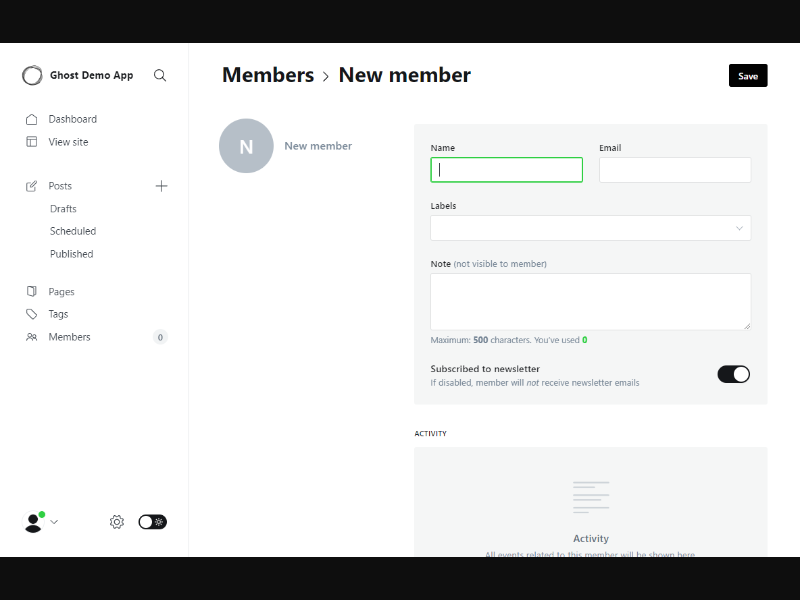 Ghost Demo App
Dashboard
View site
Posts
Drafts
Scheduled
Published
Pages
Tags
Members 0
Members > New member
Save
N
New member
Name
Email
Labels
Note (not visible to member)
Maximum: 500 characters. You've used 0
Subscribed to newsletter
If disabled, member will not receive newsletter emails
ACTIVITY
Activity
All events related to this member will be shown here